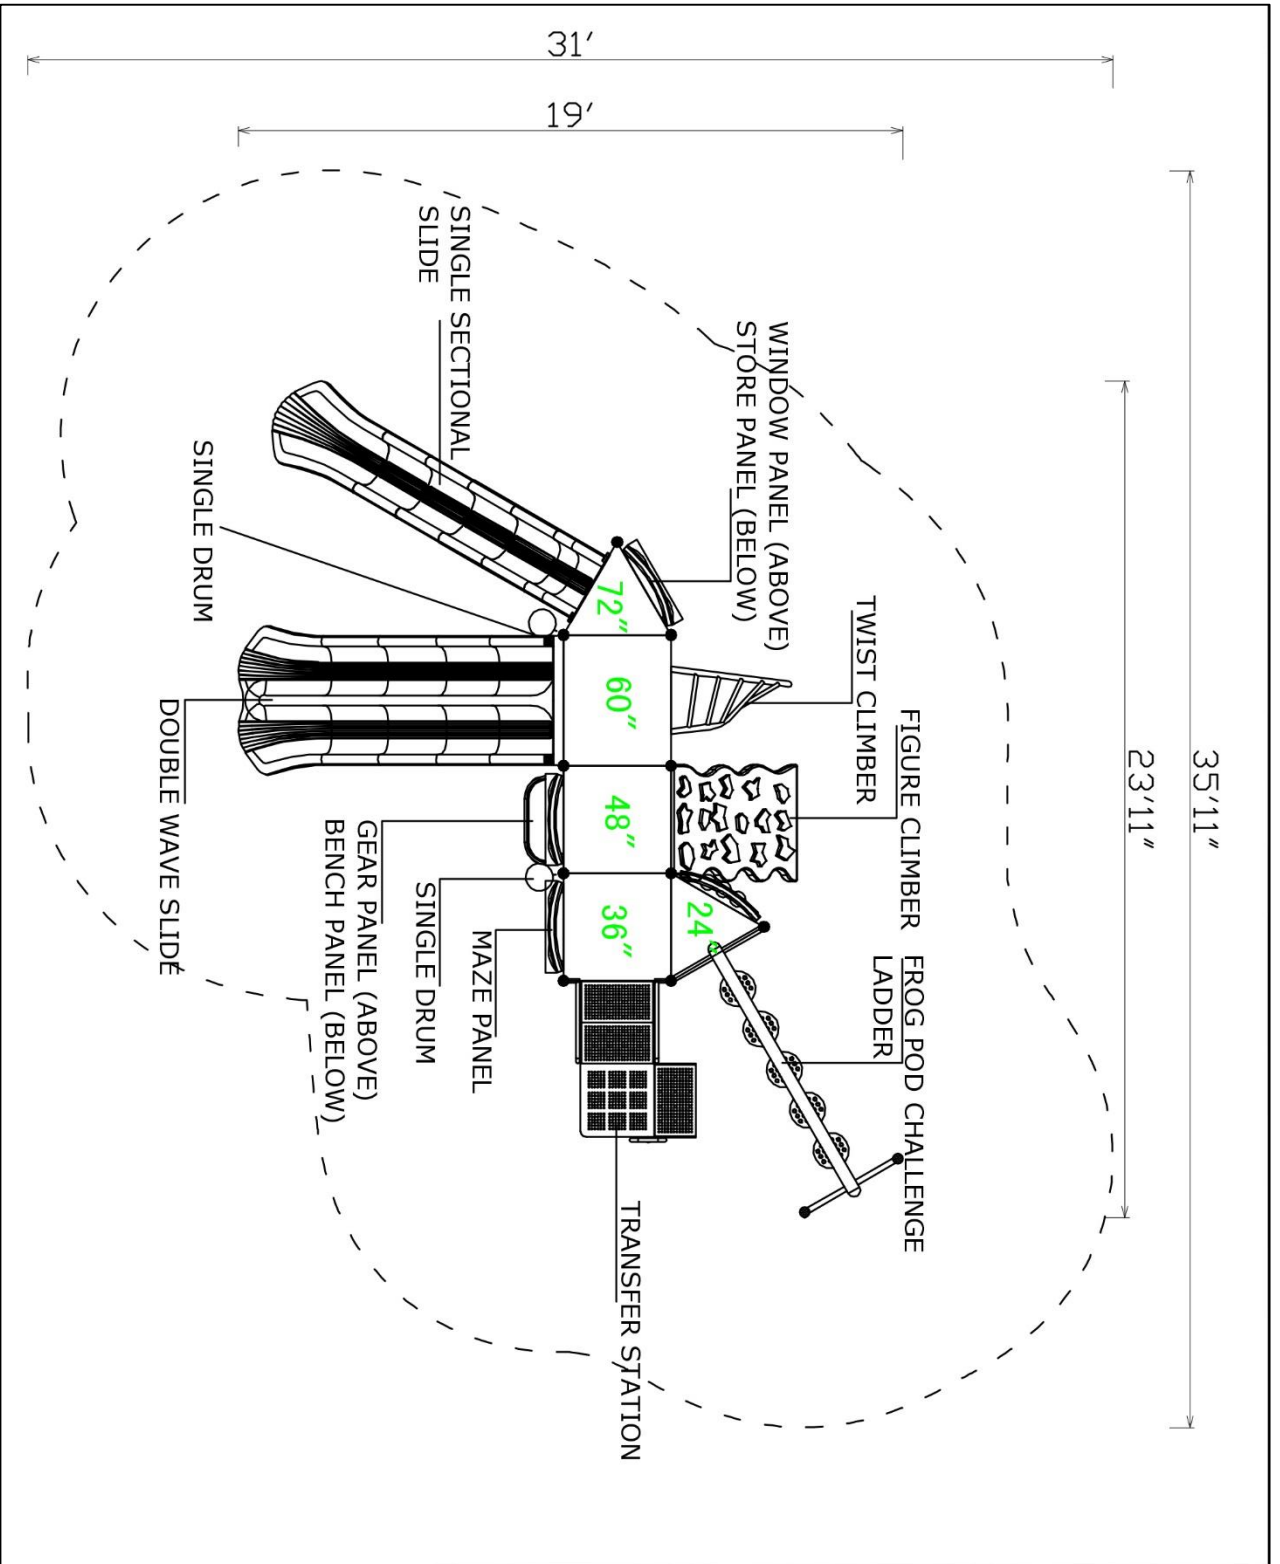 31'
19'
35'11"
23'11"
SINGLE SECTIONAL
SLIDE
WINDOW PANEL (ABOVE)
STORE PANEL (BELOW)
TWIST CLIMBER
FIGURE CLIMBER
FROG POD CHALLENGE
LADDER
SINGLE DRUM
DOUBLE WAVE SLIDE
GEAR PANEL (ABOVE)
BENCH PANEL (BELOW)
SINGLE DRUM
MAZE PANEL
TRANSFER STATION
72"
60"
48"
36"
24"